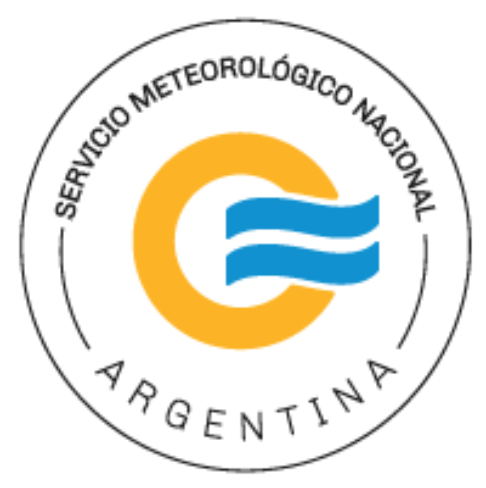 SERVICIO METEOROLÓGICO NACIONAL
ARGENTINA